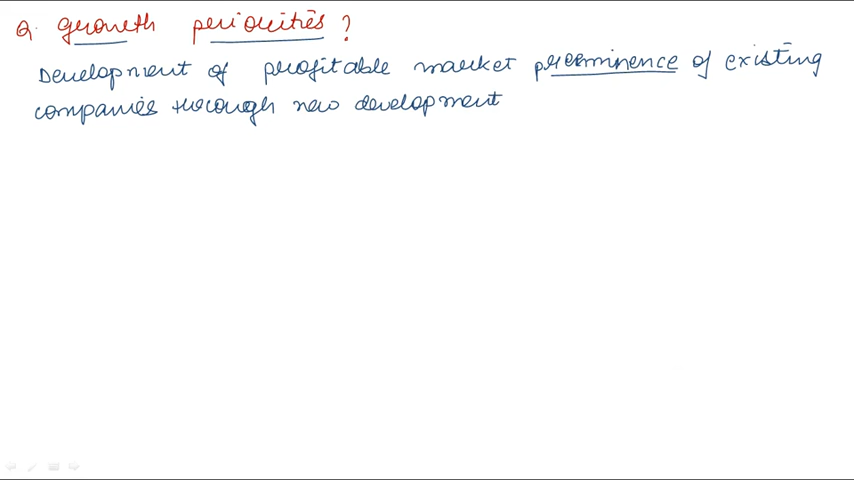 Q. Growth priorities ?
Development of profitable market preeminence of existing
companies through new development